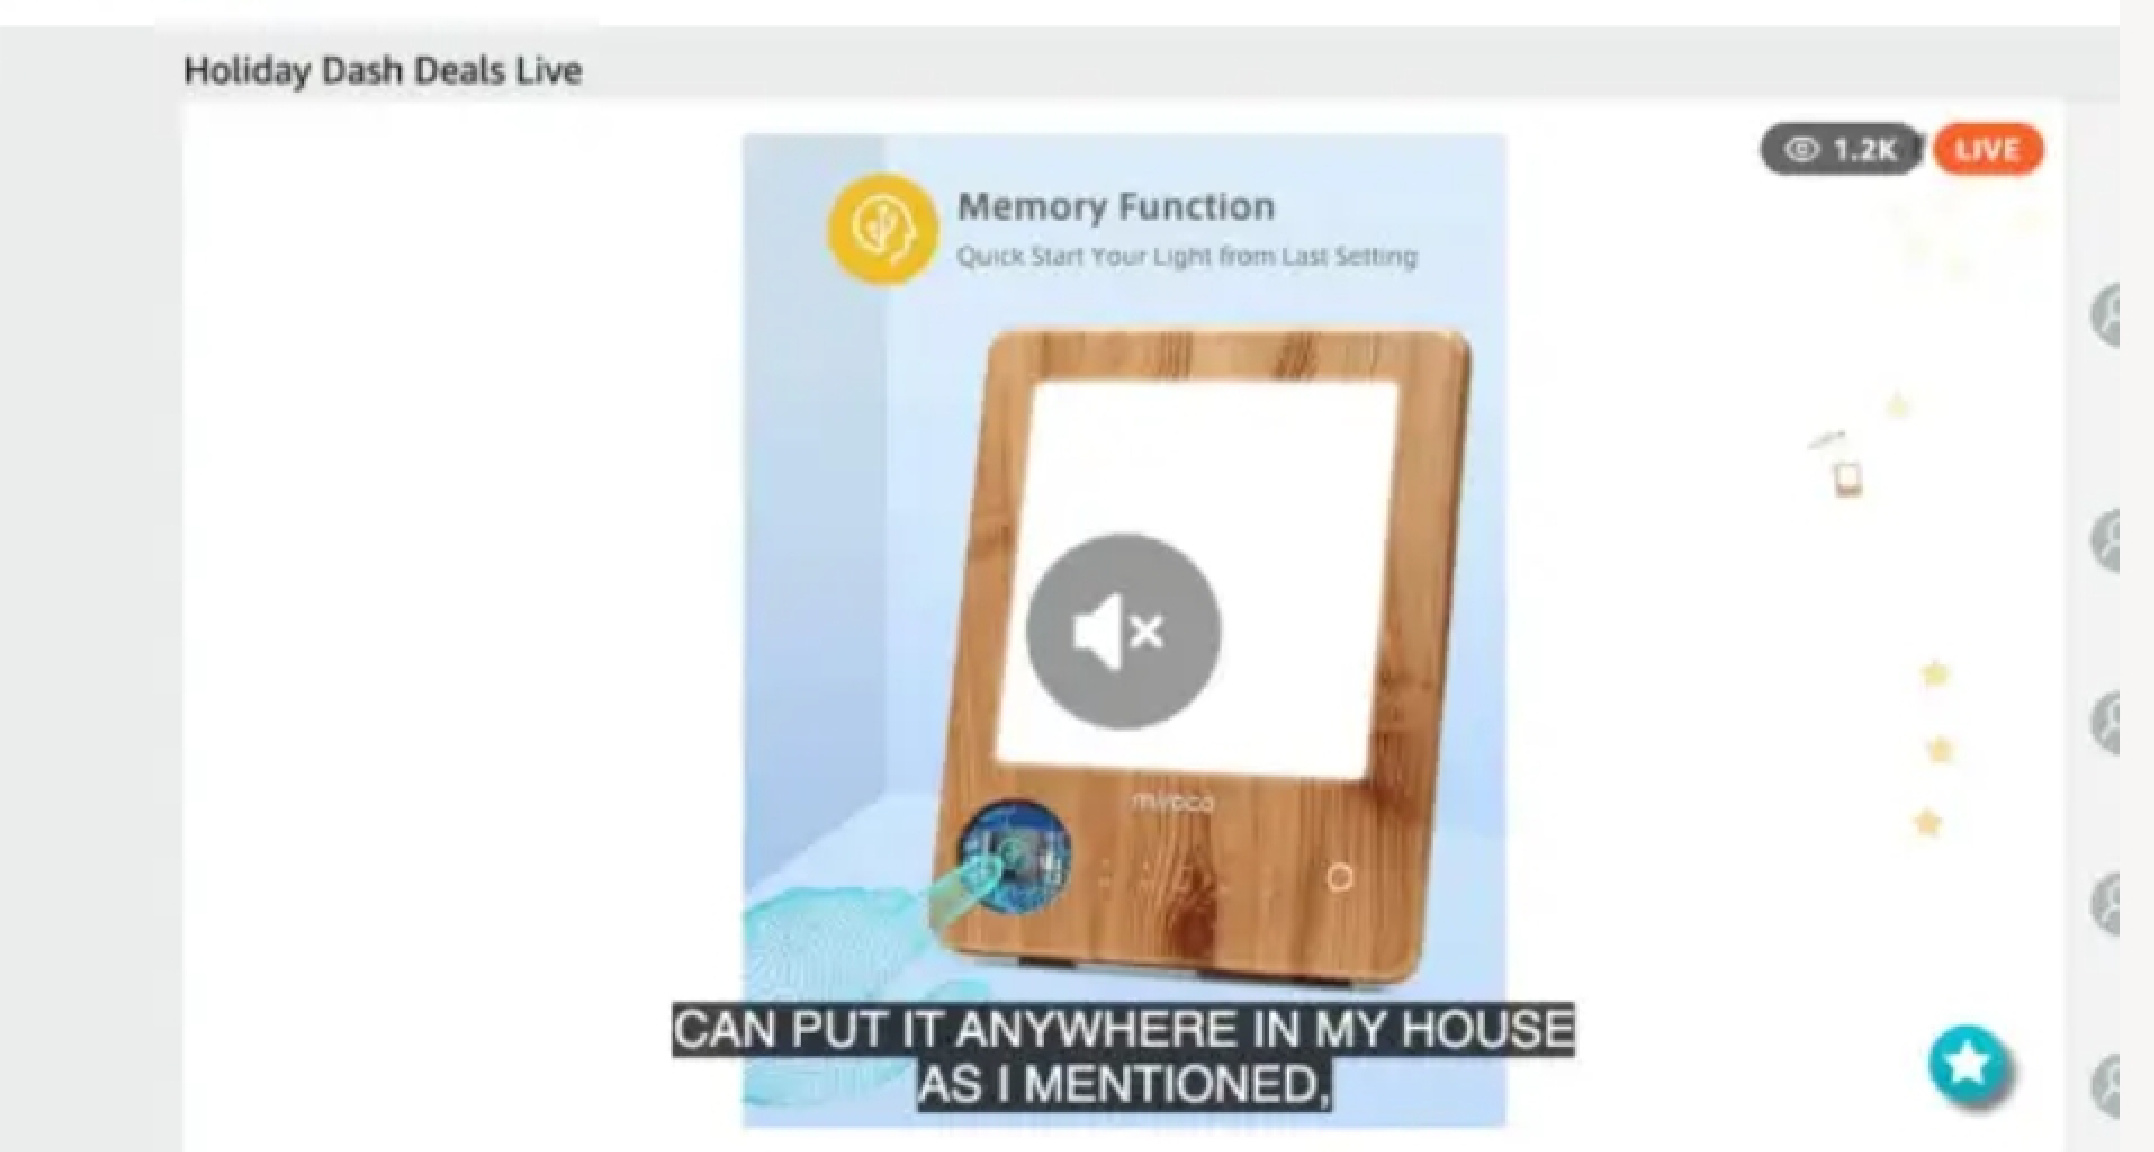 Holiday Dash Deals Live
1.2K
LIVE
Memory Function
Quick Start Your Light from Last Setting
CAN PUT IT ANYWHERE IN MY HOUSE
AS I MENTIONED,